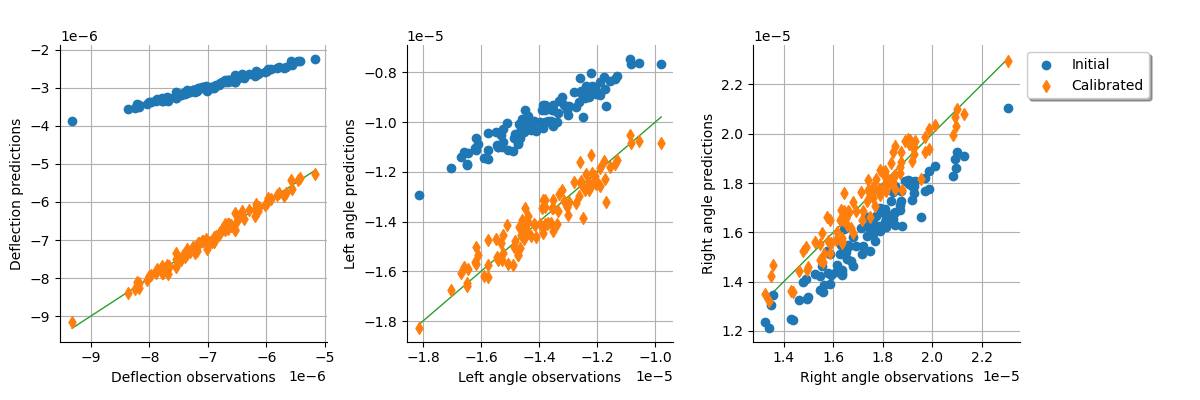 1e−6
−2
−3
−4
−5
−6
−7
−8
−9
−9 −8 −7 −6 −5
Deflection observations 1e−6
Deflection predictions
1e−5
−0.8
−1.0
−1.2
−1.4
−1.6
−1.8
−1.8 −1.6 −1.4 −1.2 −1.0
Left angle observations 1e−5
Left angle predictions
1e−5
2.2
2.0
1.8
1.6
1.4
1.2
1.4 1.6 1.8 2.0 2.2
Right angle observations 1e−5
Right angle predictions
Initial
Calibrated